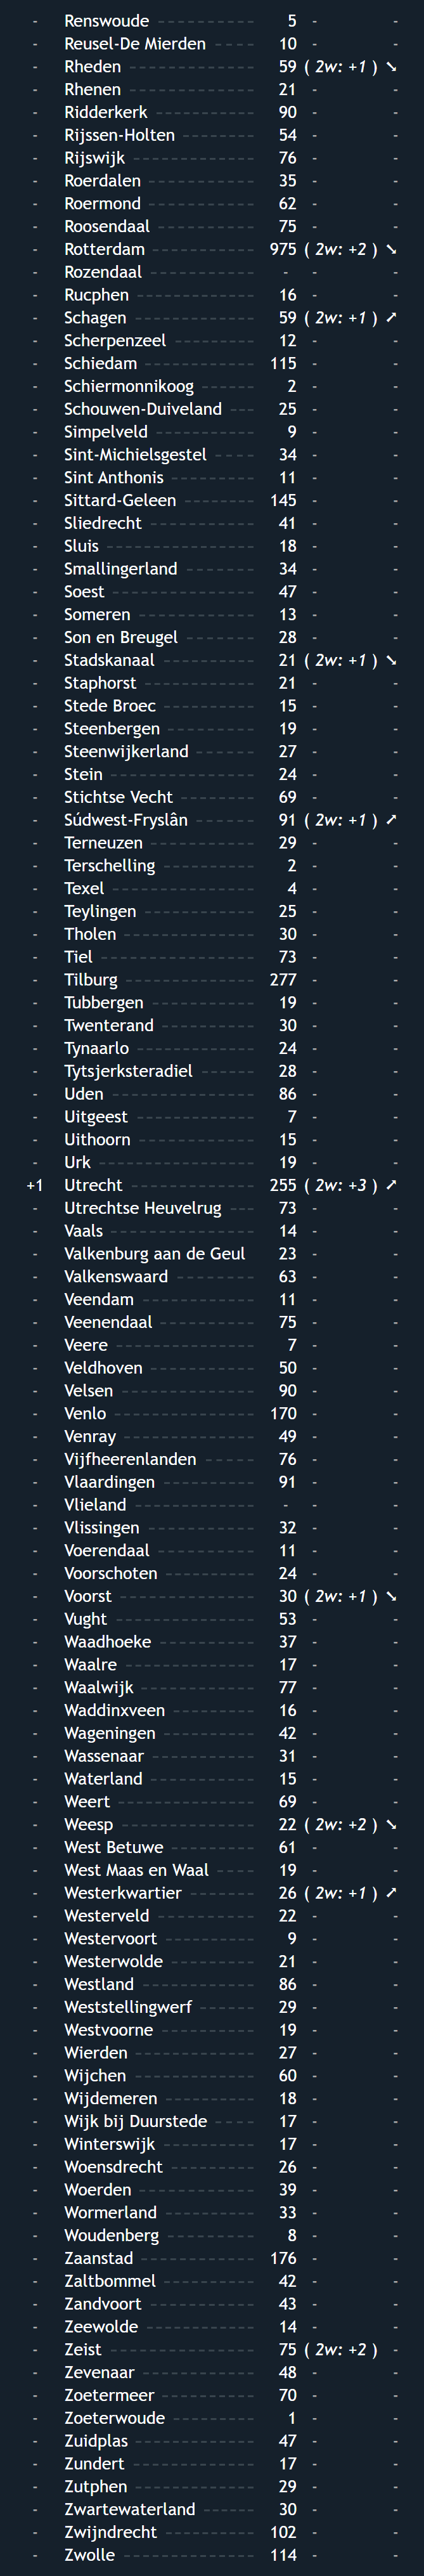 - Renswoude ----------- 5 - -
- Reusel-De Mierden ---- 10 - -
- Rheden -------------- 59 ( 2w: +1 ) ➘
- Rhenen -------------- 21 - -
- Ridderkerk ----------- 90 - -
- Rijssen-Holten -------- 54 - -
- Rijswijk -------------- 76 - -
- Roerdalen ------------ 35 - -
- Roermond ------------ 62 - -
- Roosendaal ----------- 75 - -
- Rotterdam ------------ 975 ( 2w: +2 ) ➘
- Rozendaal ------------ - - -
- Rucphen ------------- 16 - -
- Schagen -------------- 59 ( 2w: +1 ) ➚
- Scherpenzeel --------- 12 - -
- Schiedam ------------- 115 - -
- Schiermonnikoog ------ 2 - -
- Schouwen-Duiveland --- 25 - -
- Simpelveld ------------ 9 - -
- Sint-Michielsgestel ----- 34 - -
- Sint Anthonis ---------- 11 - -
- Sittard-Geleen --------- 145 - -
- Sliedrecht ------------- 41 - -
- Sluis ----------------- 18 - -
- Smallingerland -------- 34 - -
- Soest ---------------- 47 - -
- Someren ------------- 13 - -
- Son en Breugel -------- 28 - -
- Stadskanaal ----------- 21 ( 2w: +1 ) ➘
- Staphorst ------------- 21 - -
- Stede Broec ----------- 15 - -
- Steenbergen ---------- 19 - -
- Steenwijkerland ------- 27 - -
- Stein ---------------- 24 - -
- Stichtse Vecht --------- 69 - -
- Súdwest-Fryslân ------- 91 ( 2w: +1 ) ➚
- Terneuzen ------------ 29 - -
- Terschelling ----------- 2 - -
- Texel ----------------- 4 - -
- Teylingen ------------- 25 - -
- Tholen --------------- 30 - -
- Tiel ------------------ 73 - -
- Tilburg --------------- 277 - -
- Tubbergen ------------ 19 - -
- Twenterand ----------- 30 - -
- Tynaarlo ------------- 24 - -
- Tytsjerksteradiel ------- 28 - -
- Uden ---------------- 86 - -
- Uitgeest -------------- 7 - -
- Uithoorn ------------- 15 - -
- Urk ------------------ 19 - -
+1 Utrecht -------------- 255 ( 2w: +3 ) ➚
- Utrechtse Heuvelrug --- 73 - -
- Vaals ---------------- 14 - -
- Valkenburg aan de Geul 23 - -
- Valkenswaard --------- 63 - -
- Veendam ------------- 11 - -
- Veenendaal ----------- 75 - -
- Veere ---------------- 7 - -
- Veldhoven ------------ 50 - -
- Velsen --------------- 90 - -
- Venlo ---------------- 170 - -
- Venray --------------- 49 - -
- Vijfheerenlanden ------ 76 - -
- Vlaardingen ----------- 91 - -
- Vlieland -------------- - - -
- Vlissingen ------------ 32 - -
- Voerendaal ----------- 11 - -
- Voorschoten ---------- 24 - -
- Voorst --------------- 30 ( 2w: +1 ) ➘
- Vught ---------------- 53 - -
- Waadhoeke ----------- 37 - -
- Waalre --------------- 17 - -
- Waalwijk ------------- 77 - -
- Waddinxveen ---------- 16 - -
- Wageningen ---------- 42 - -
- Wassenaar ------------ 31 - -
- Waterland ------------ 15 - -
- Weert ---------------- 69 - -
- Weesp --------------- 22 ( 2w: +2 ) ➘
- West Betuwe ---------- 61 - -
- West Maas en Waal ---- 19 - -
- Westerkwartier -------- 26 ( 2w: +1 ) ➚
- Westerveld ----------- 22 - -
- Westervoort ---------- 9 - -
- Westerwolde ---------- 21 - -
- Westland ------------- 86 - -
- Weststellingwerf ------ 29 - -
- Westvoorne ----------- 19 - -
- Wierden -------------- 27 - -
- Wijchen -------------- 60 - -
- Wijdemeren ---------- 18 - -
- Wijk bij Duurstede ----- 17 - -
- Winterswijk ----------- 17 - -
- Woensdrecht ---------- 26 - -
- Woerden ------------- 39 - -
- Wormerland ---------- 33 - -
- Woudenberg ---------- 8 - -
- Zaanstad ------------- 176 - -
- Zaltbommel ----------- 42 - -
- Zandvoort ------------ 43 - -
- Zeewolde ------------- 14 - -
- Zeist ----------------- 75 ( 2w: +2 ) -
- Zevenaar ------------- 48 - -
- Zoetermeer ----------- 70 - -
- Zoeterwoude ---------- 1 - -
- Zuidplas -------------- 47 - -
- Zundert -------------- 17 - -
- Zutphen -------------- 29 - -
- Zwartewaterland ------ 30 - -
- Zwijndrecht ----------- 102 - -
- Zwolle --------------- 114 - -